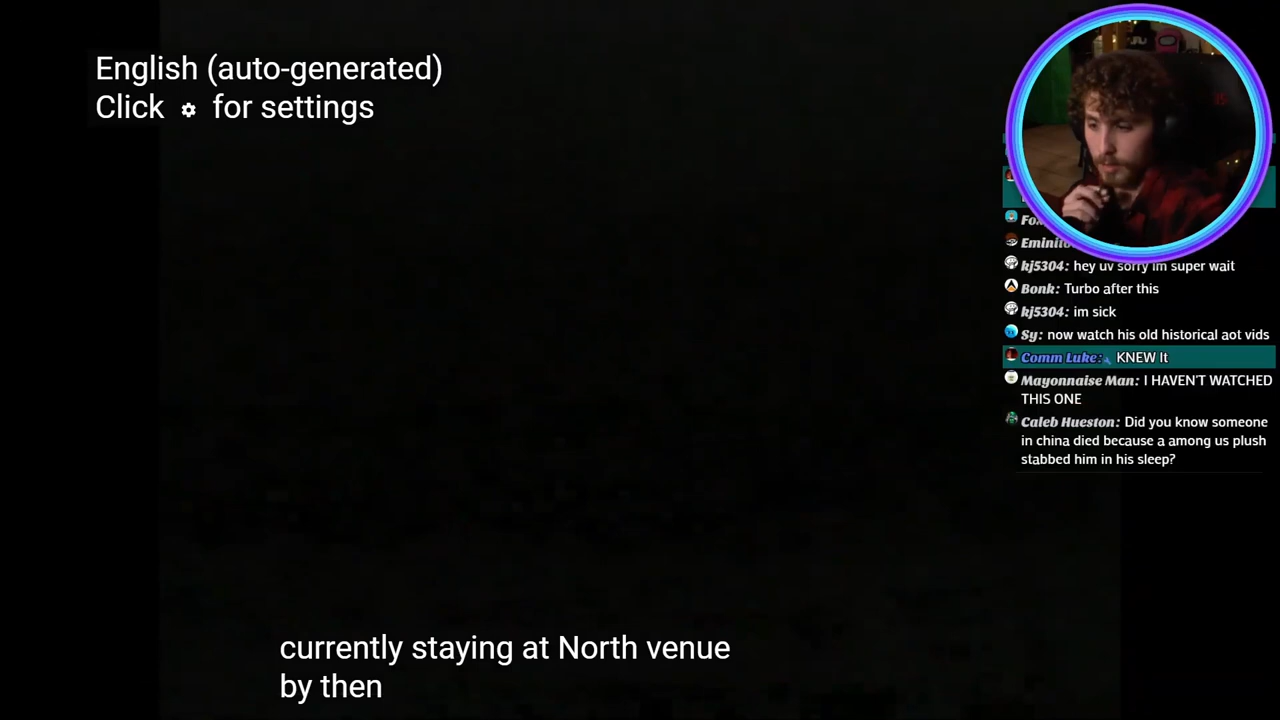 English (auto-generated)
Click for settings
kj5304: hey uv sorry im super wait
Bonk: Turbo after this
kj5304: im sick
Sy: now watch his old historical aot vids
Comm Luke: KNEW It
Mayonnaise Man: I HAVEN'T WATCHED
THIS ONE
Caleb Hueston: Did you know someone
in china died because a among us plush
stabbed him in his sleep?
currently staying at North venue
by then